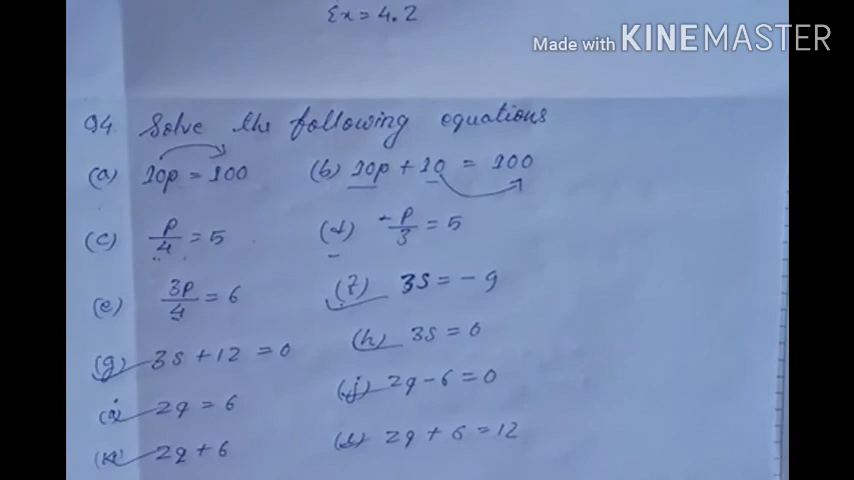 Ex = 4.2
Made with KINEMASTER
Q4 Solve the following equations
(a) 10p = 100 (b) 10p + 10 = 100
(c) p/4 = 5 (d) -p/3 = 5
(e) 3p/4 = 6 (f) 3s = - 9
(g) 3s + 12 = 0 (h) 3s = 0
(i) 2q = 6 (j) 2q - 6 = 0
(k) 2q + 6 (l) 2q + 6 = 12